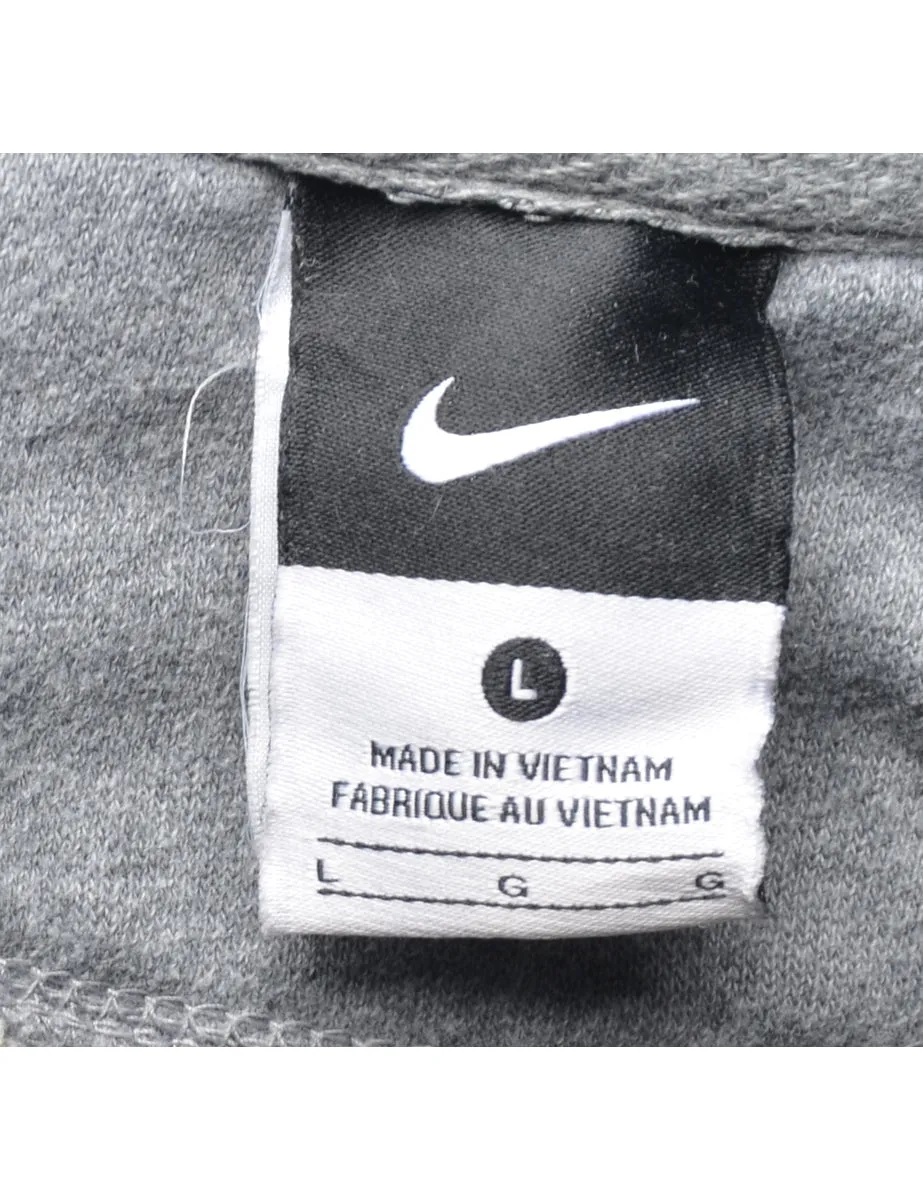 L
MADE IN VIETNAM
FABRIQUE AU VIETNAM
L G G